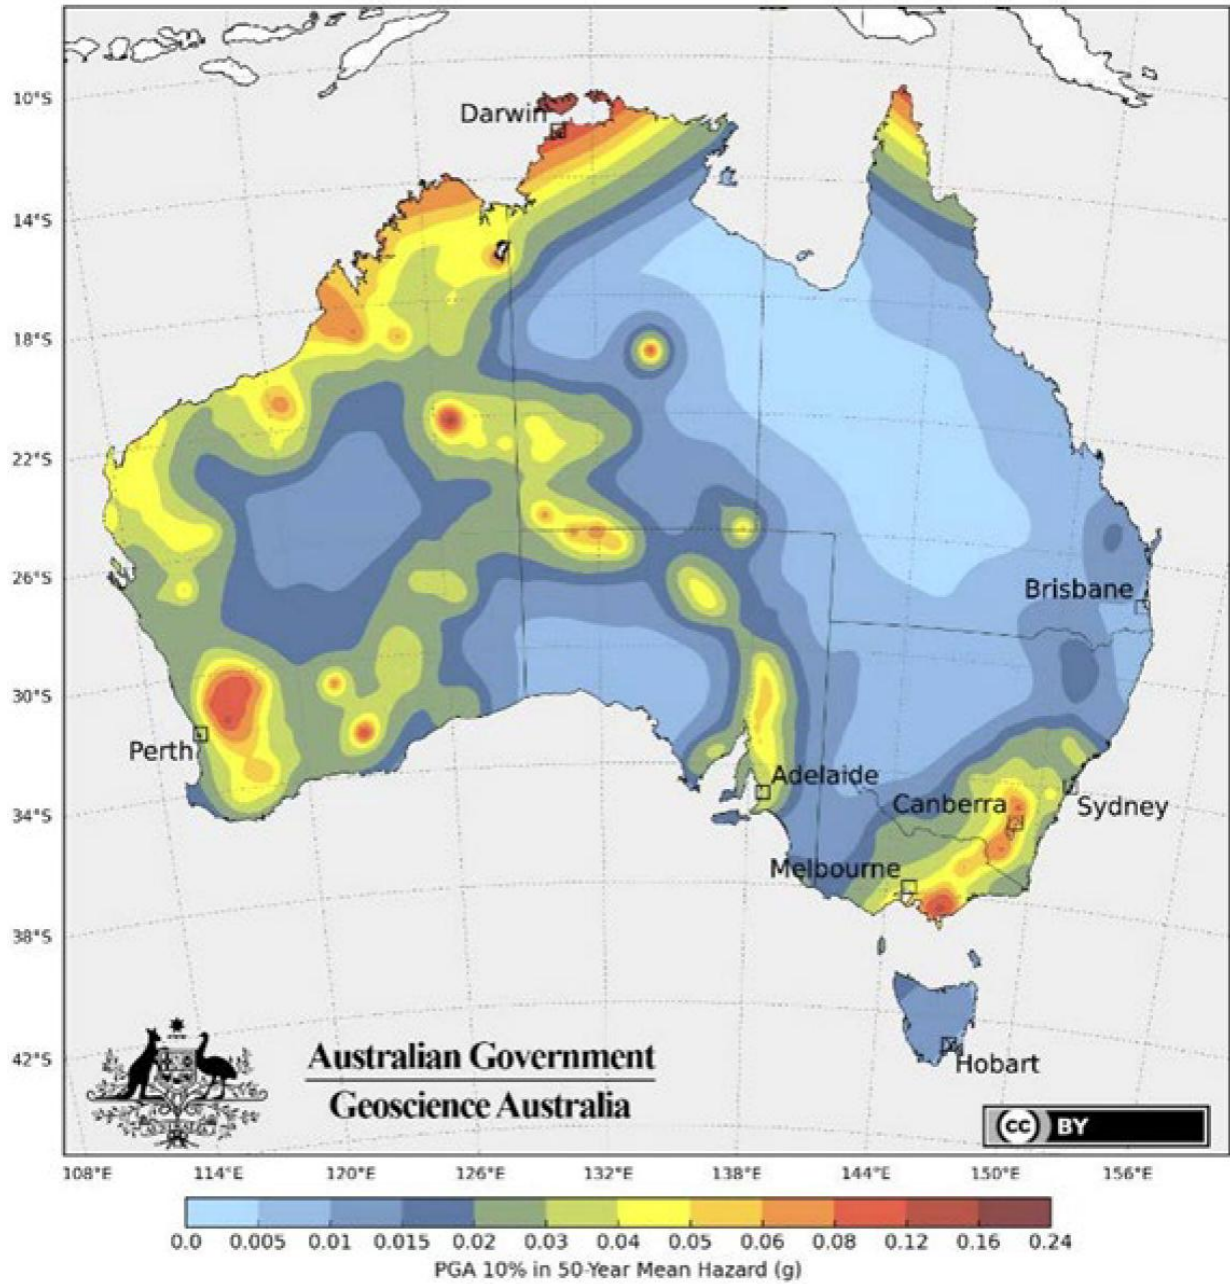 10°S
Darwin
14°S
18°S
22°S
26°S
Brisbane
30°S
Perth
Adelaide
34°S
Canberra
Sydney
Melbourne
38°S
42°S
Hobart
Australian Government
Geoscience Australia
cc BY
108°E 114°E 120°E 126°E 132°E 138°E 144°E 150°E 156°E
0.0 0.005 0.01 0.015 0.02 0.03 0.04 0.05 0.06 0.08 0.12 0.16 0.24
PGA 10% in 50-Year Mean Hazard (g)